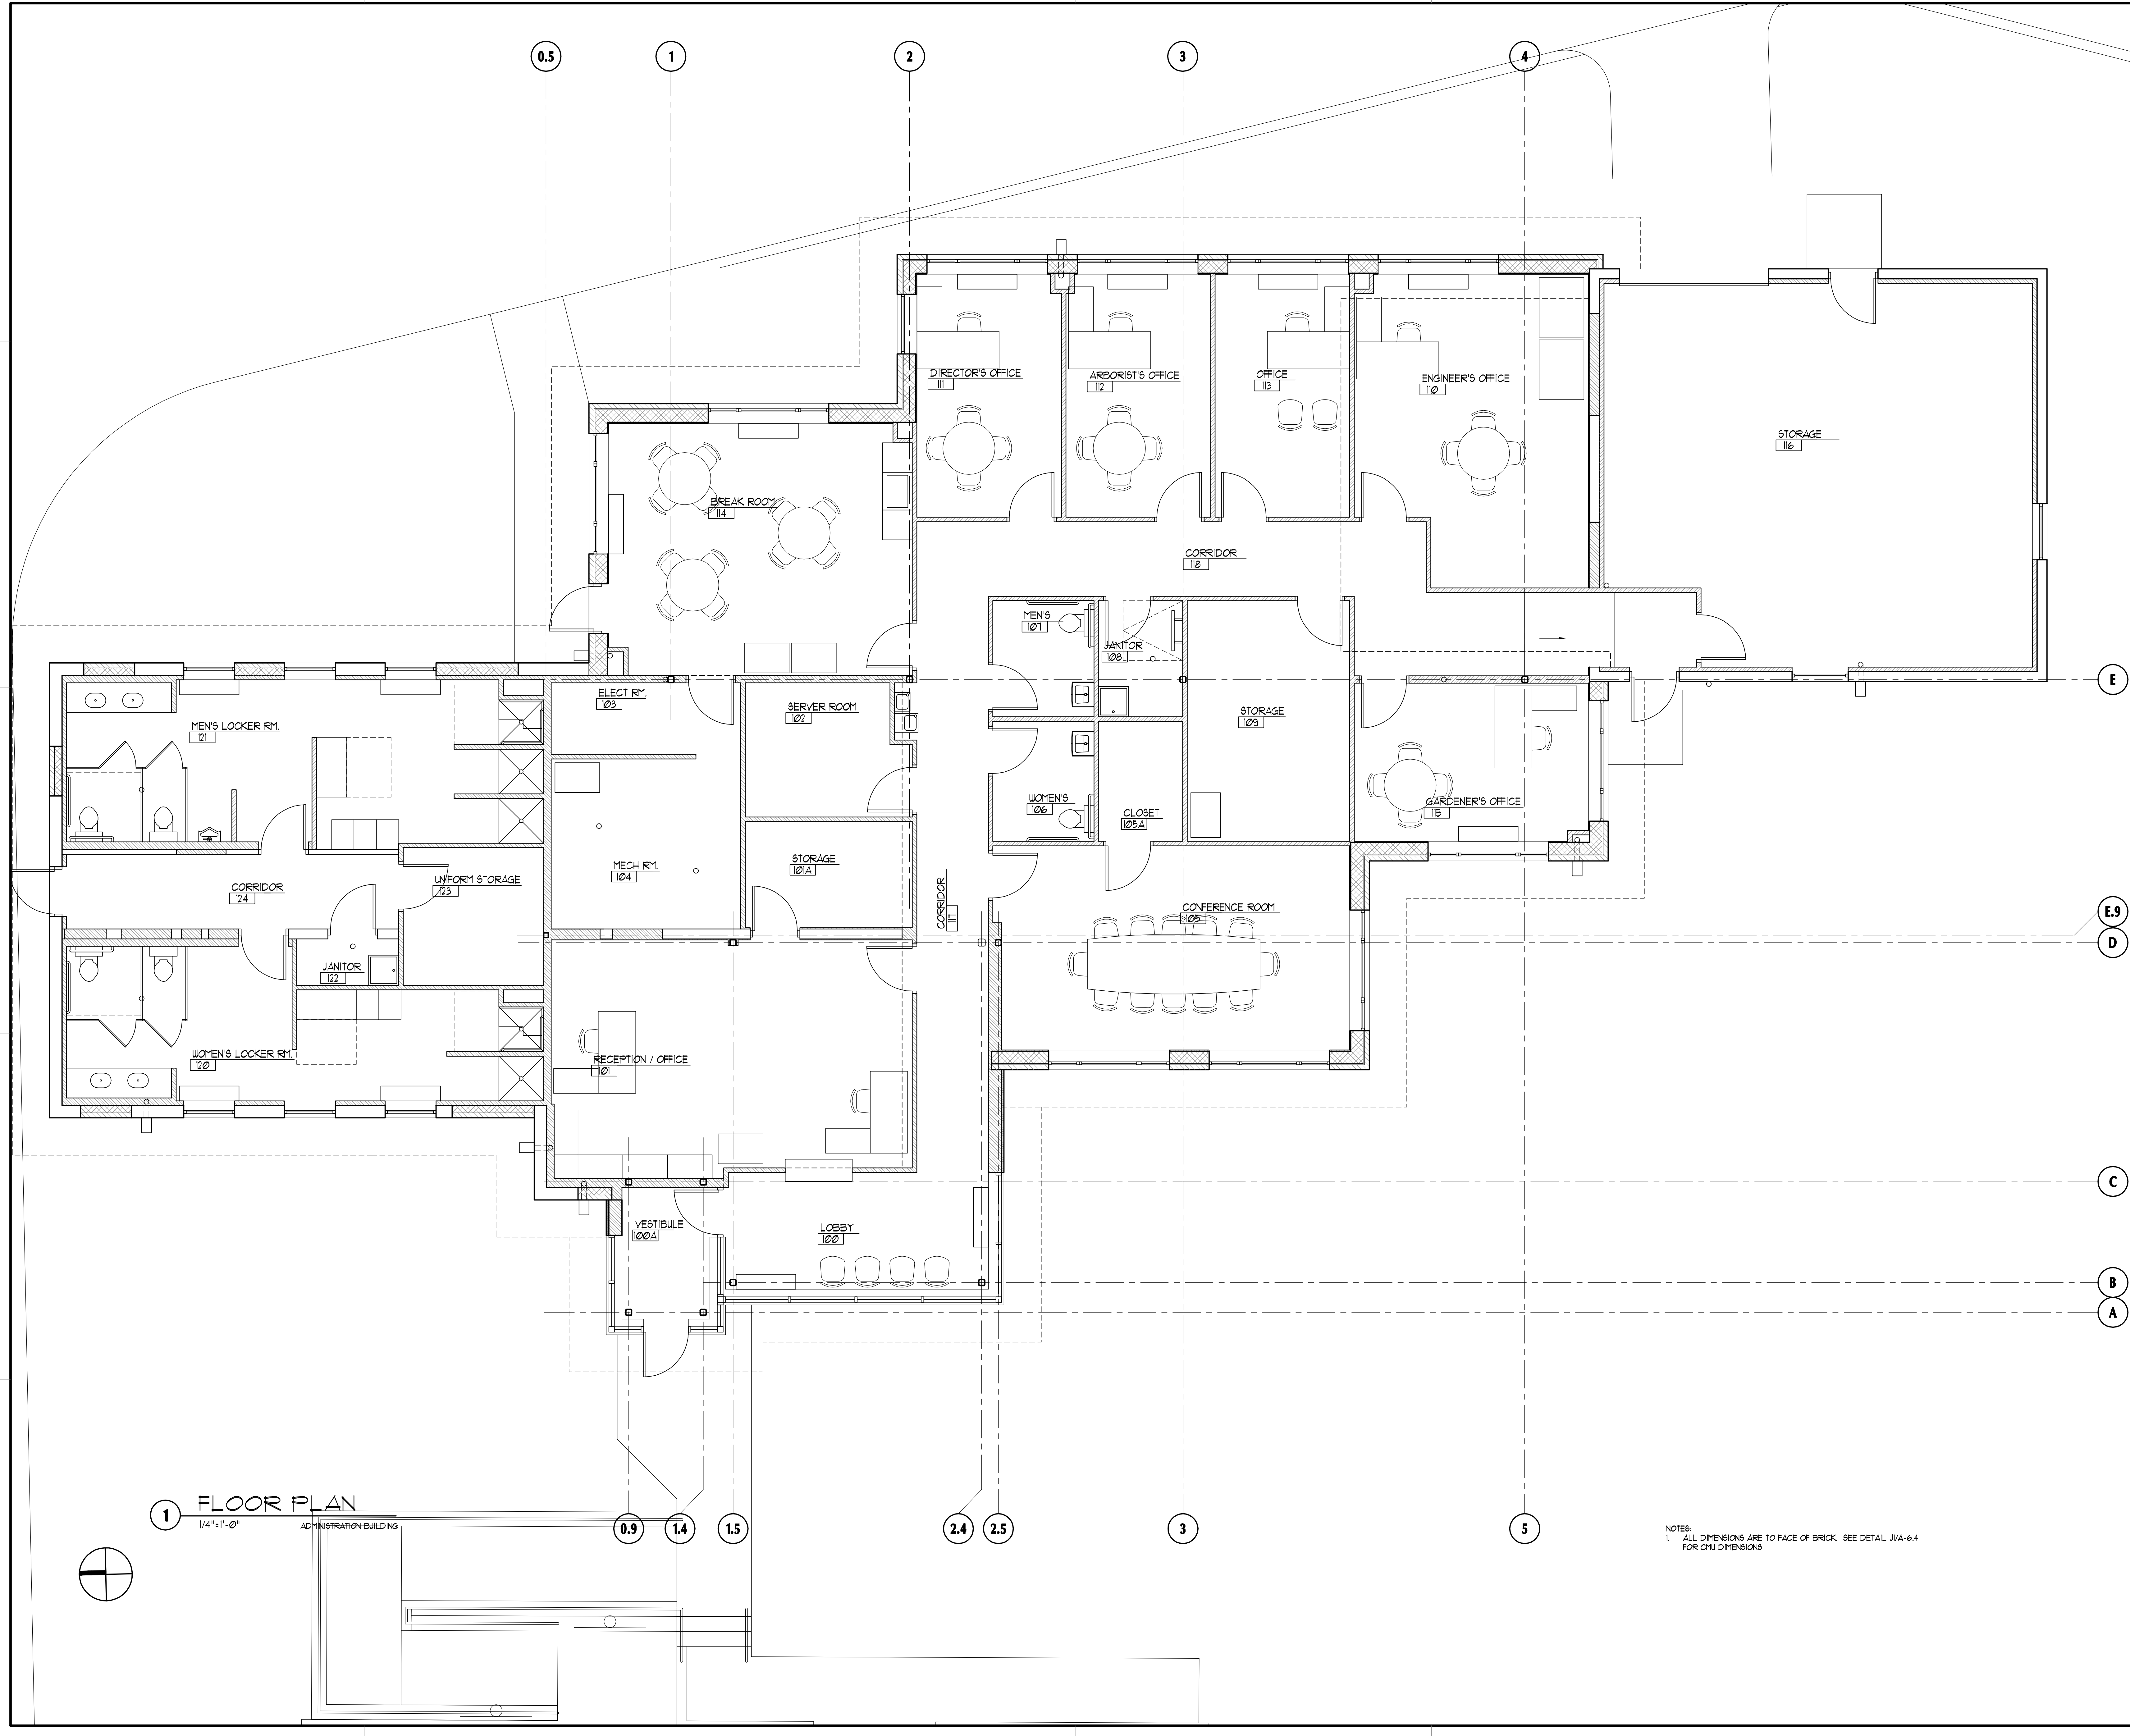 0.5
1
2
3
4
DIRECTOR'S OFFICE
111
ARBORIST'S OFFICE
112
OFFICE
113
ENGINEER'S OFFICE
110
STORAGE
116
BREAK ROOM
114
CORRIDOR
118
MEN'S
107
JANITOR
108
ELECT RM.
103
SERVER ROOM
102
STORAGE
109
E
MEN'S LOCKER RM.
121
WOMEN'S
106
CLOSET
105A
GARDENER'S OFFICE
115
MECH RM.
104
STORAGE
101A
UNIFORM STORAGE
123
CORRIDOR
124
CORRIDOR
117
CONFERENCE ROOM
105
E.9
D
JANITOR
122
WOMEN'S LOCKER RM.
120
RECEPTION / OFFICE
101
C
VESTIBULE
100A
LOBBY
100
B
A
1
FLOOR PLAN
1/4"=1'-0"
ADMINISTRATION BUILDING
0.9
1.4
1.5
2.4
2.5
3
5
NOTES:
1. ALL DIMENSIONS ARE TO FACE OF BRICK. SEE DETAIL J1/A-6.4
FOR CMU DIMENSIONS